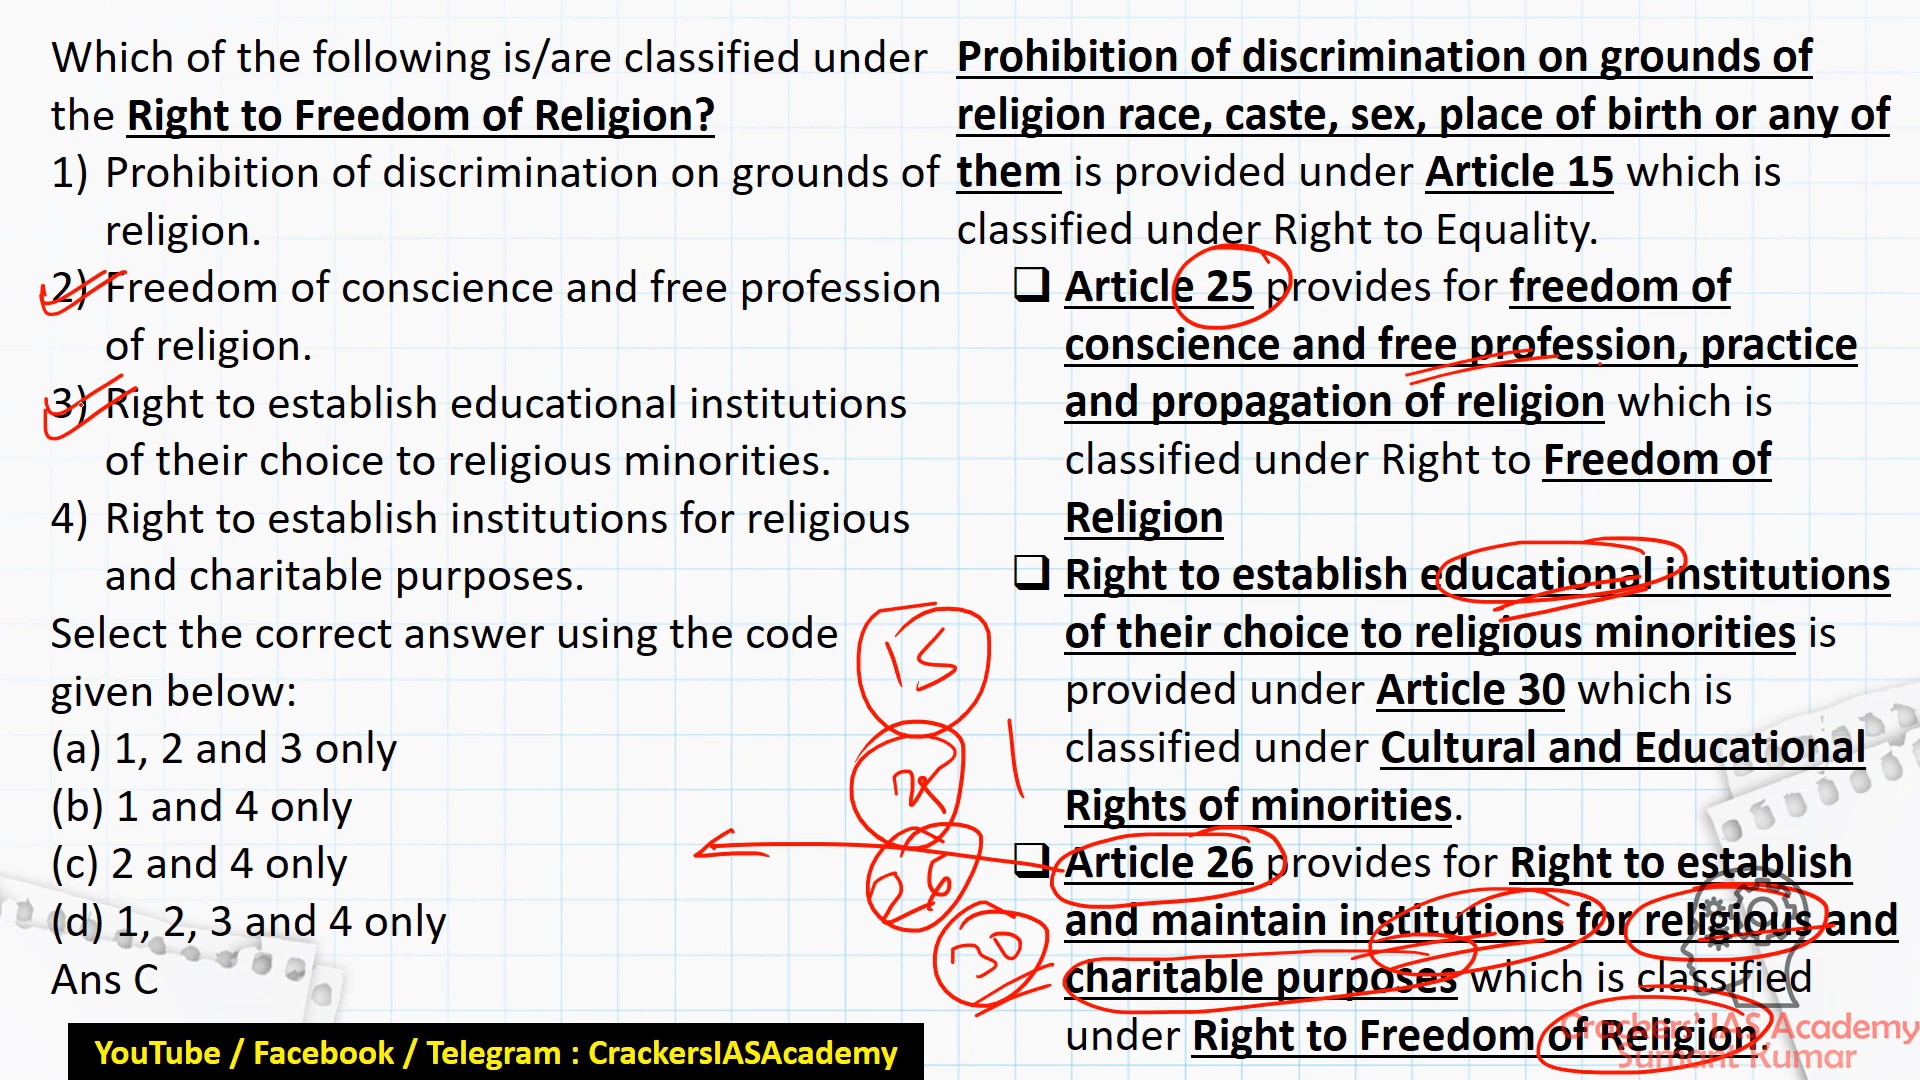 Which of the following is/are classified under
the Right to Freedom of Religion?
1) Prohibition of discrimination on grounds of
religion.
2) Freedom of conscience and free profession
of religion.
3) Right to establish educational institutions
of their choice to religious minorities.
4) Right to establish institutions for religious
and charitable purposes.
Select the correct answer using the code
given below:
(a) 1, 2 and 3 only
(b) 1 and 4 only
(c) 2 and 4 only
(d) 1, 2, 3 and 4 only
Ans C
Prohibition of discrimination on grounds of
religion race, caste, sex, place of birth or any of
them is provided under Article 15 which is
classified under Right to Equality.
❑ Article 25 provides for freedom of
conscience and free profession, practice
and propagation of religion which is
classified under Right to Freedom of
Religion
❑ Right to establish educational institutions
of their choice to religious minorities is
provided under Article 30 which is
classified under Cultural and Educational
Rights of minorities.
❑ Article 26 provides for Right to establish
and maintain institutions for religious and
charitable purposes which is classified
under Right to Freedom of Religion.
15
26
30
YouTube / Facebook / Telegram : CrackersIASAcademy
Crackers' IAS Academy
Sumant Kumar